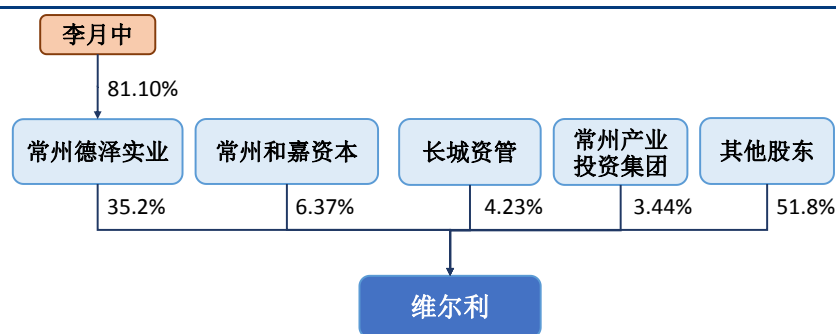 李月中
81.10%
常州德泽实业
常州和嘉资本
长城资管
常州产业
投资集团
其他股东
35.2%
6.37%
4.23%
3.44%
51.8%
维尔利